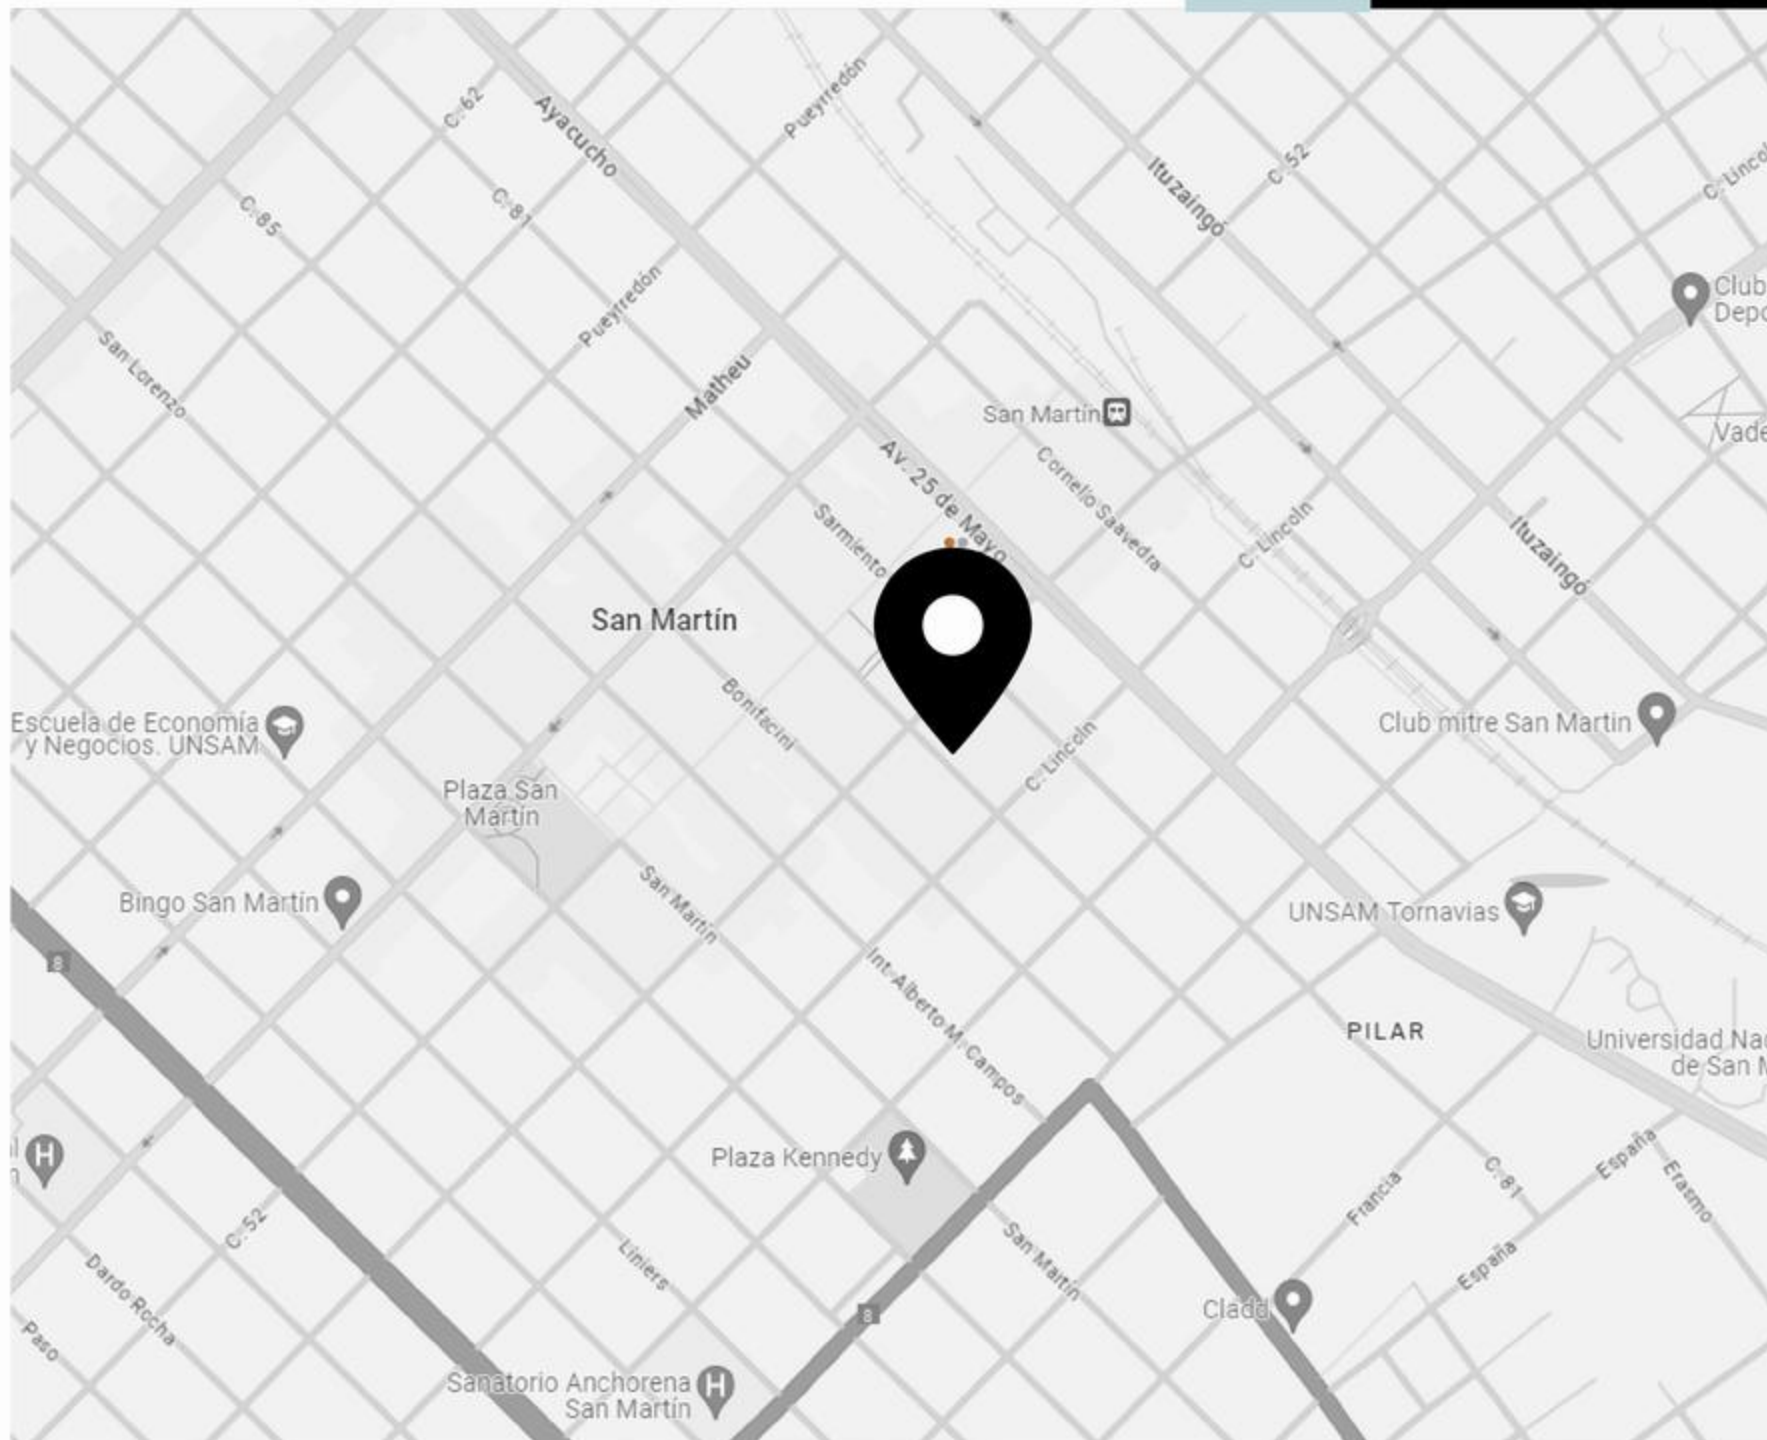 C. 62
Ayacucho
Pueyrredón
Ituzaingó
C. 52
C. Lincoln
C. 85
C. 81
Pueyrredón
Club
Depo
San Lorenzo
Matheu
San Martín
Vade
Av. 25 de Mayo
Cornelio Saavedra
Sarmiento
C. Lincoln
Ituzaingó
San Martín
Bonifacini
Escuela de Economía
y Negocios. UNSAM
Club mitre San Martin
C. Lincoln
Plaza San
Martín
Bingo San Martín
San Martín
UNSAM Tornavias
8
Int. Alberto M. Campos
PILAR
Universidad Nac
de San M
Plaza Kennedy
C. 81
España
Erasmo
Francia
C. 52
Liniers
San Martín
España
Dardo Rocha
Cladd
8
Paso
Sanatorio Anchorena
San Martín